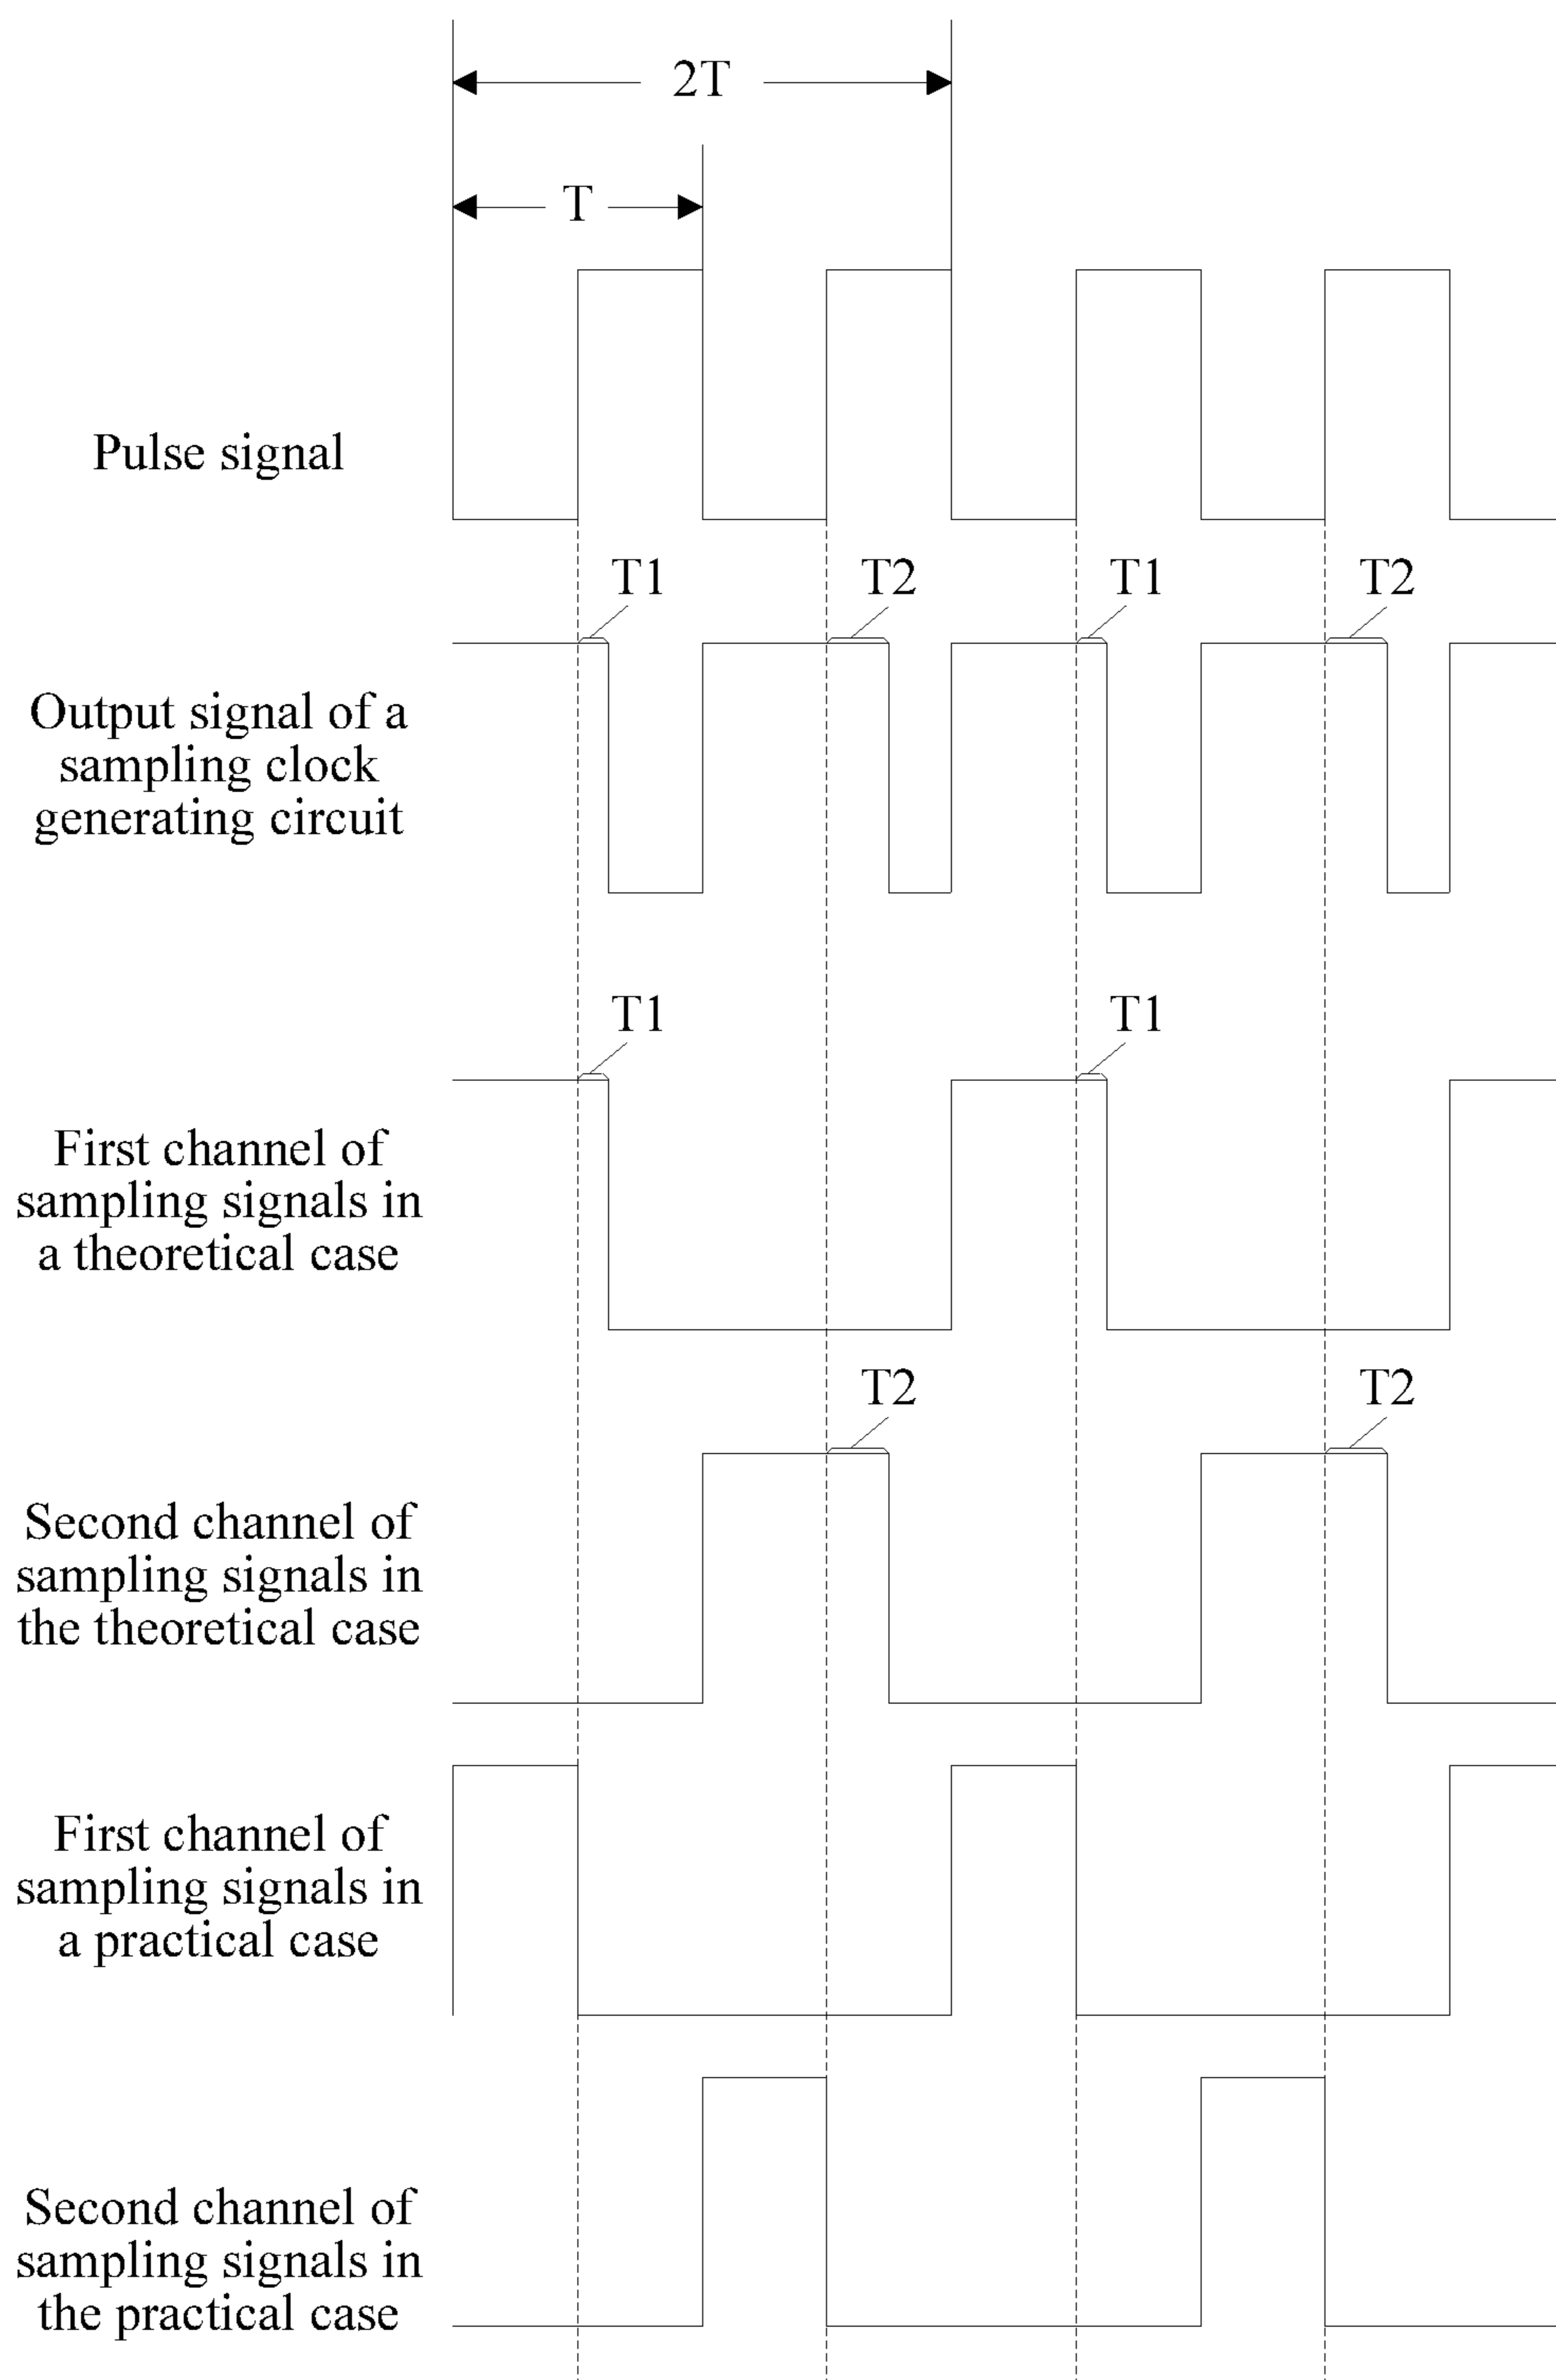 2T
T
Pulse signal
T1
T2
T1
T2
Output signal of a
sampling clock
generating circuit
T1
T1
First channel of
sampling signals in
a theoretical case
T2
T2
Second channel of
sampling signals in
the theoretical case
First channel of
sampling signals in
a practical case
Second channel of
sampling signals in
the practical case